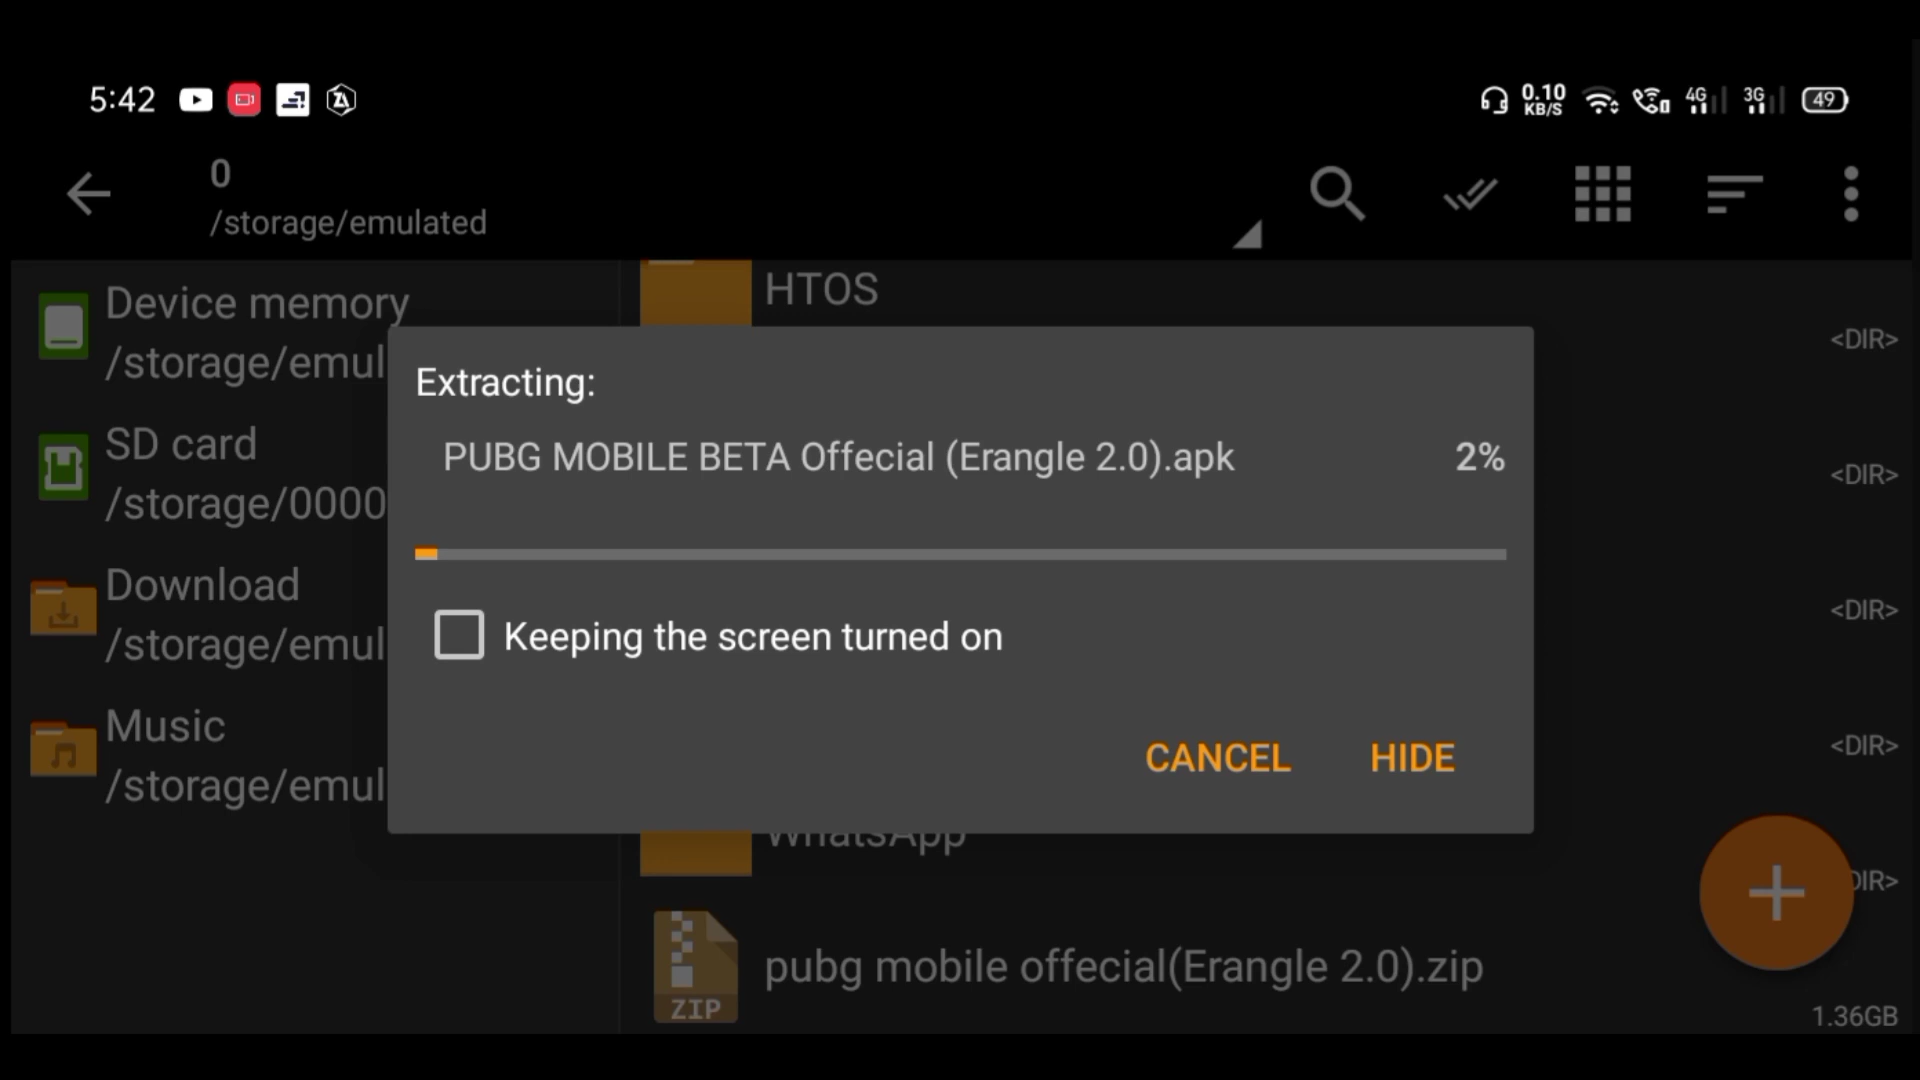 5:42
0.10
KB/S
4G
3G
49
0
/storage/emulated
Device memory
/storage/emul
SD card
/storage/0000
Download
/storage/emul
Music
/storage/emul
HTOS
<DIR>
<DIR>
<DIR>
<DIR>
DIR>
Extracting:
PUBG MOBILE BETA Offecial (Erangle 2.0).apk 2%
Keeping the screen turned on
CANCEL HIDE
WhatsApp
pubg mobile offecial(Erangle 2.0).zip
ZIP
1.36GB